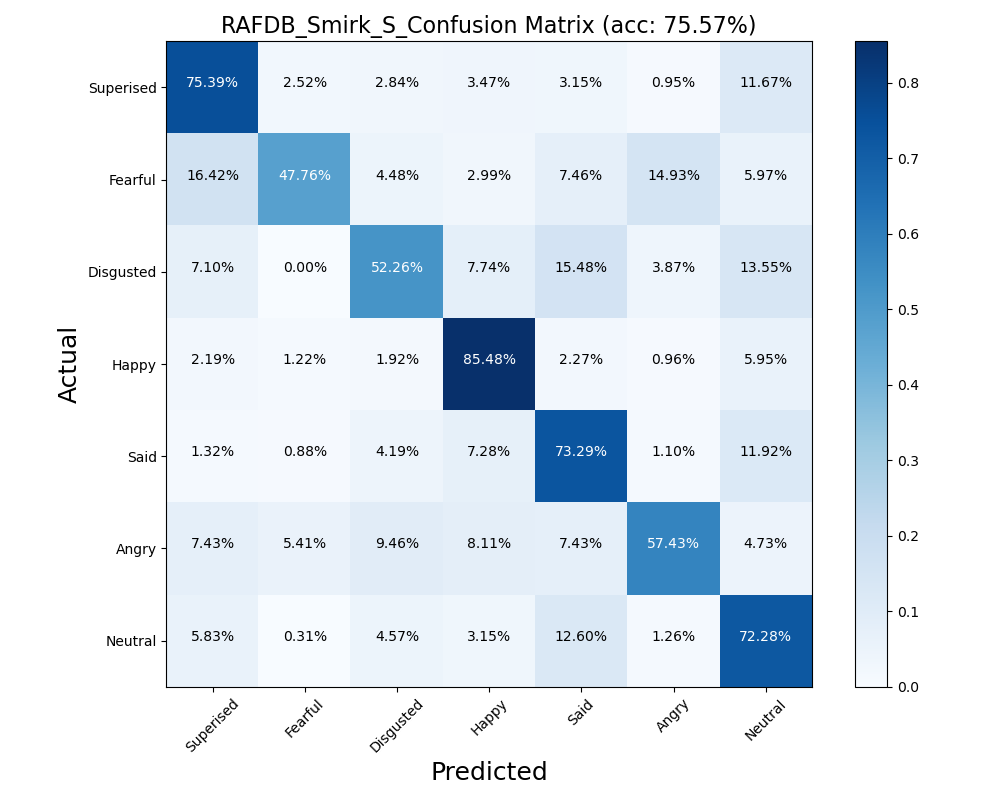 RAFDB_Smirk_S_Confusion Matrix (acc: 75.57%)
Superised 75.39% 2.52% 2.84% 3.47% 3.15% 0.95% 11.67%
Fearful 16.42% 47.76% 4.48% 2.99% 7.46% 14.93% 5.97%
Disgusted 7.10% 0.00% 52.26% 7.74% 15.48% 3.87% 13.55%
Happy 2.19% 1.22% 1.92% 85.48% 2.27% 0.96% 5.95%
Said 1.32% 0.88% 4.19% 7.28% 73.29% 1.10% 11.92%
Angry 7.43% 5.41% 9.46% 8.11% 7.43% 57.43% 4.73%
Neutral 5.83% 0.31% 4.57% 3.15% 12.60% 1.26% 72.28%
Superised Fearful Disgusted Happy Said Angry Neutral
Predicted
Actual
0.8
0.7
0.6
0.5
0.4
0.3
0.2
0.1
0.0